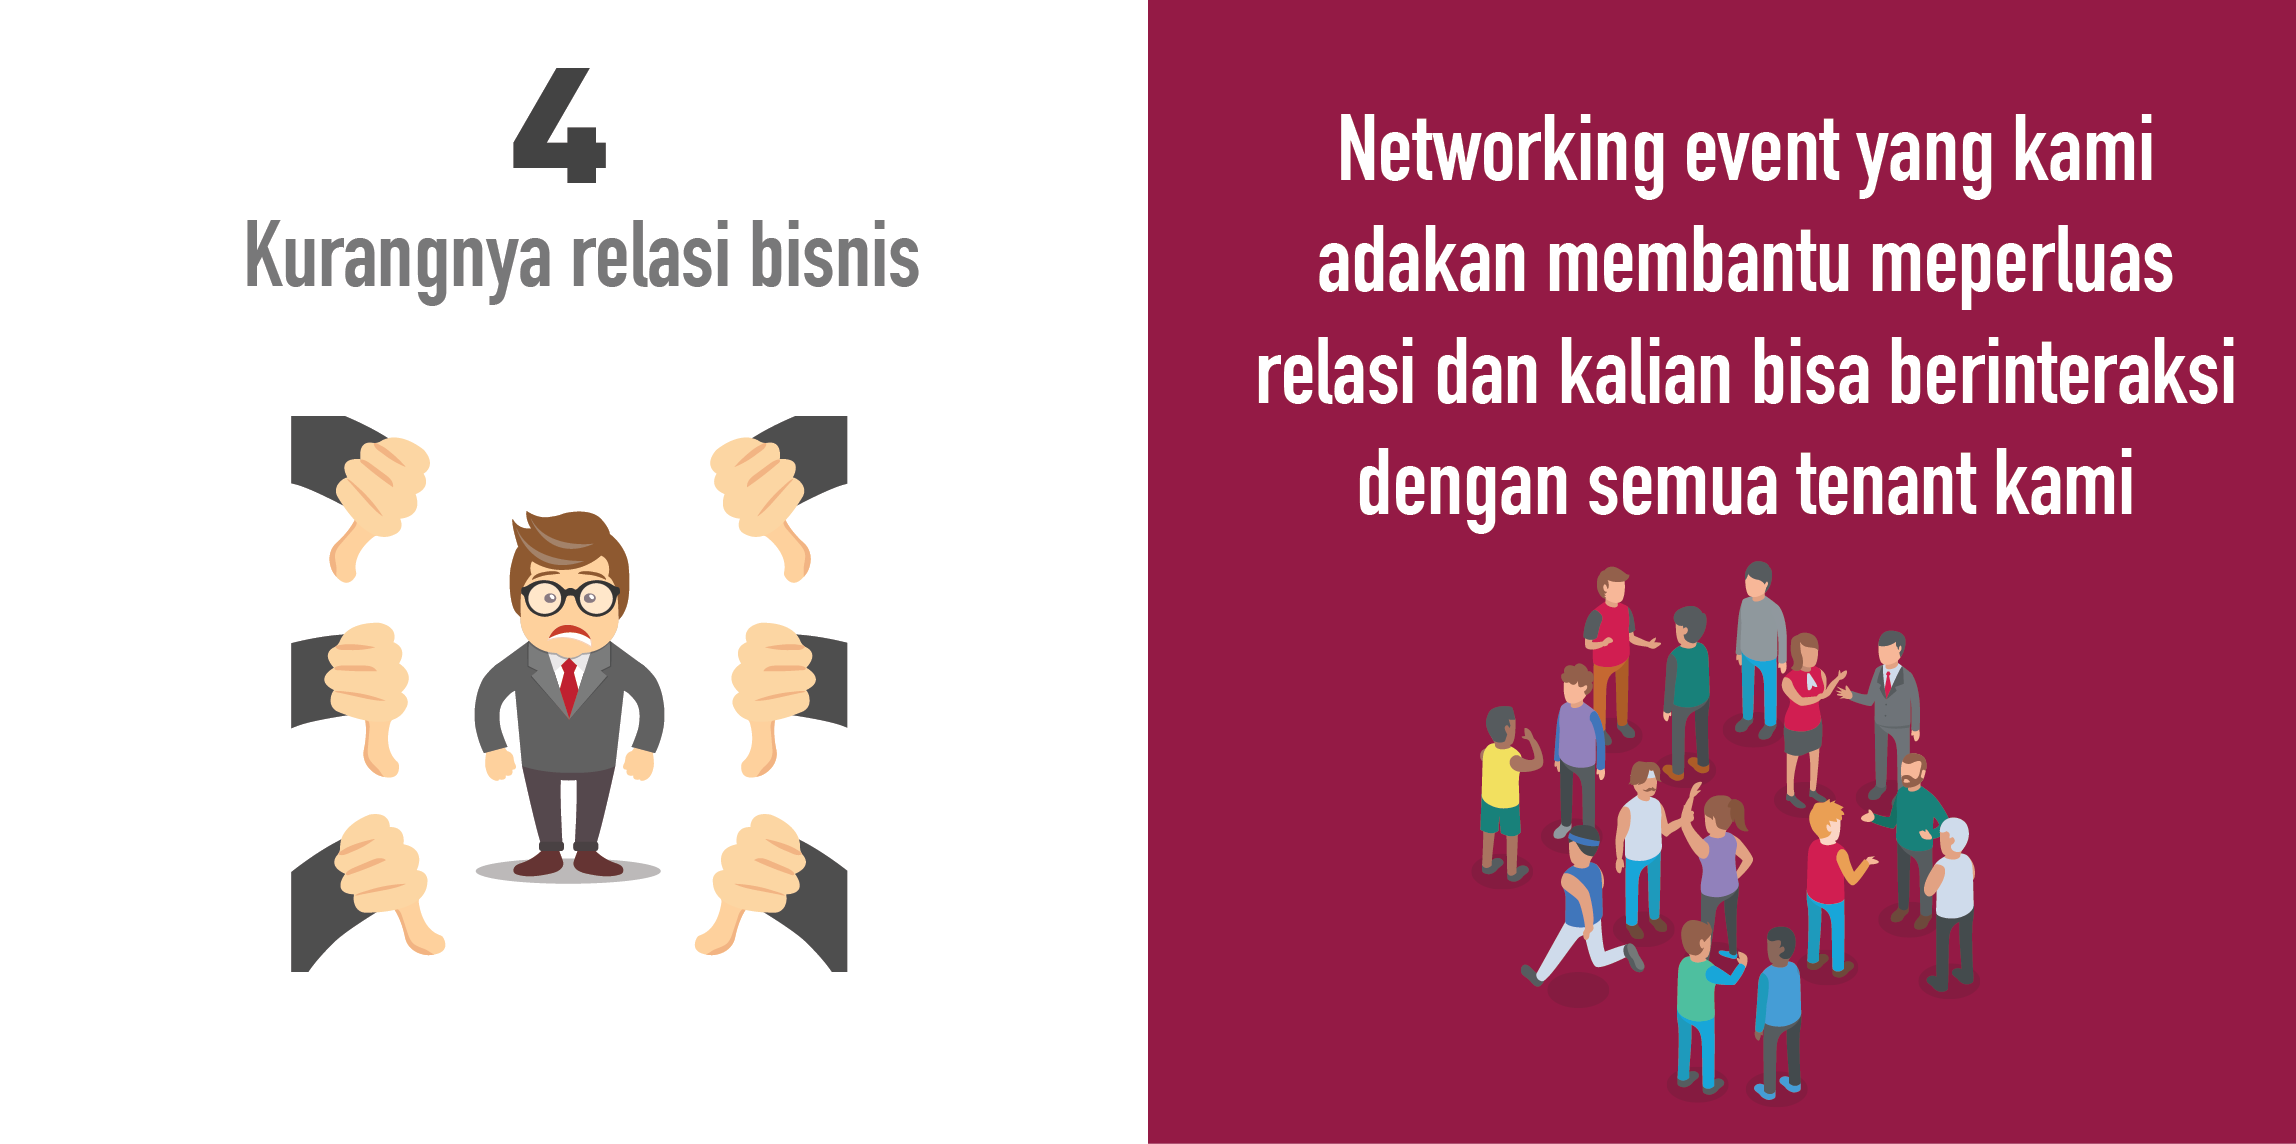 4
Kurangnya relasi bisnis
Networking event yang kami
adakan membantu meperluas
relasi dan kalian bisa berinteraksi
dengan semua tenant kami